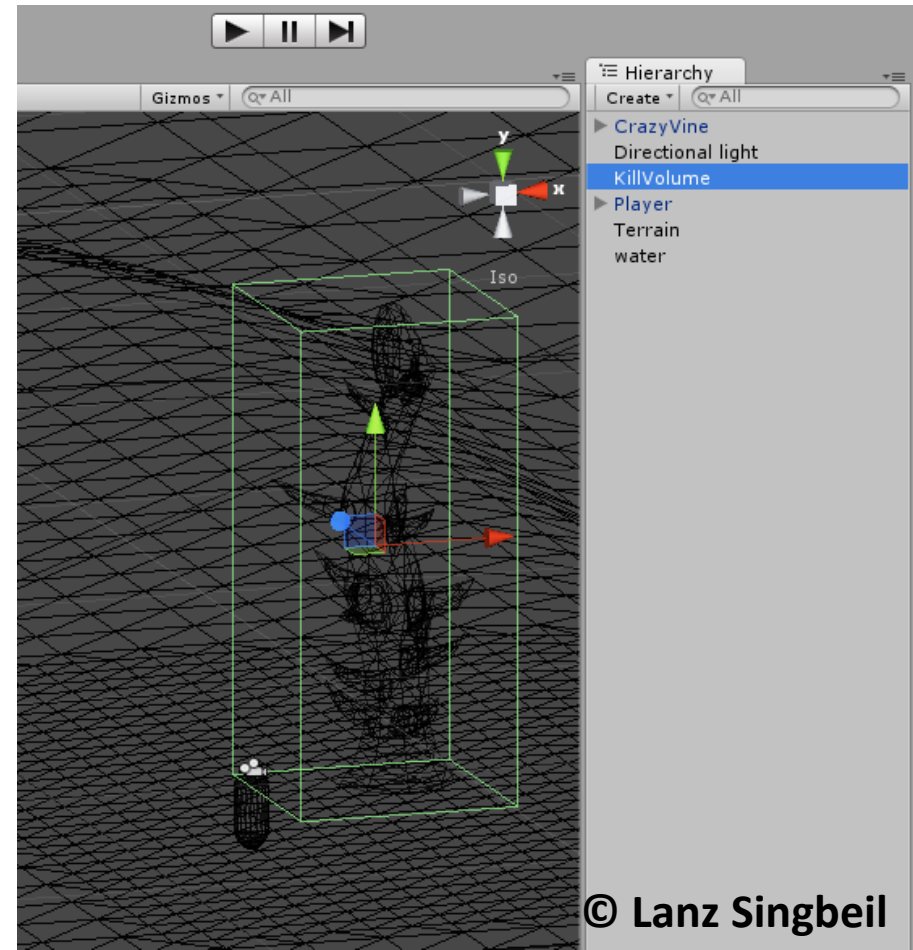 Hierarchy
Gizmos All
Create All
y
x
Iso
CrazyVine
Directional light
KillVolume
Player
Terrain
water
© Lanz Singbeil